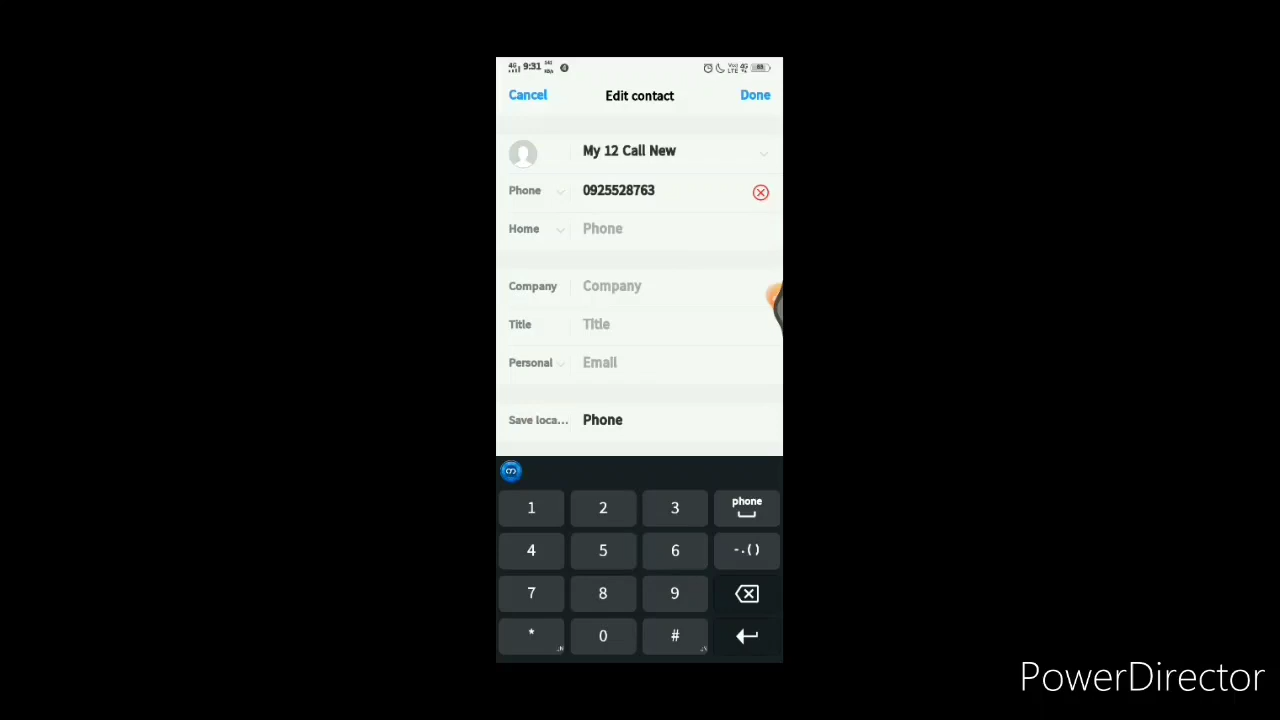 4G 9:31
Cancel Edit contact Done
My 12 Call New
Phone 0925528763
Home Phone
Company Company
Title Title
Personal Email
Save loca... Phone
1 2 3 phone
4 5 6 -.()
7 8 9
* 0 #
PowerDirector